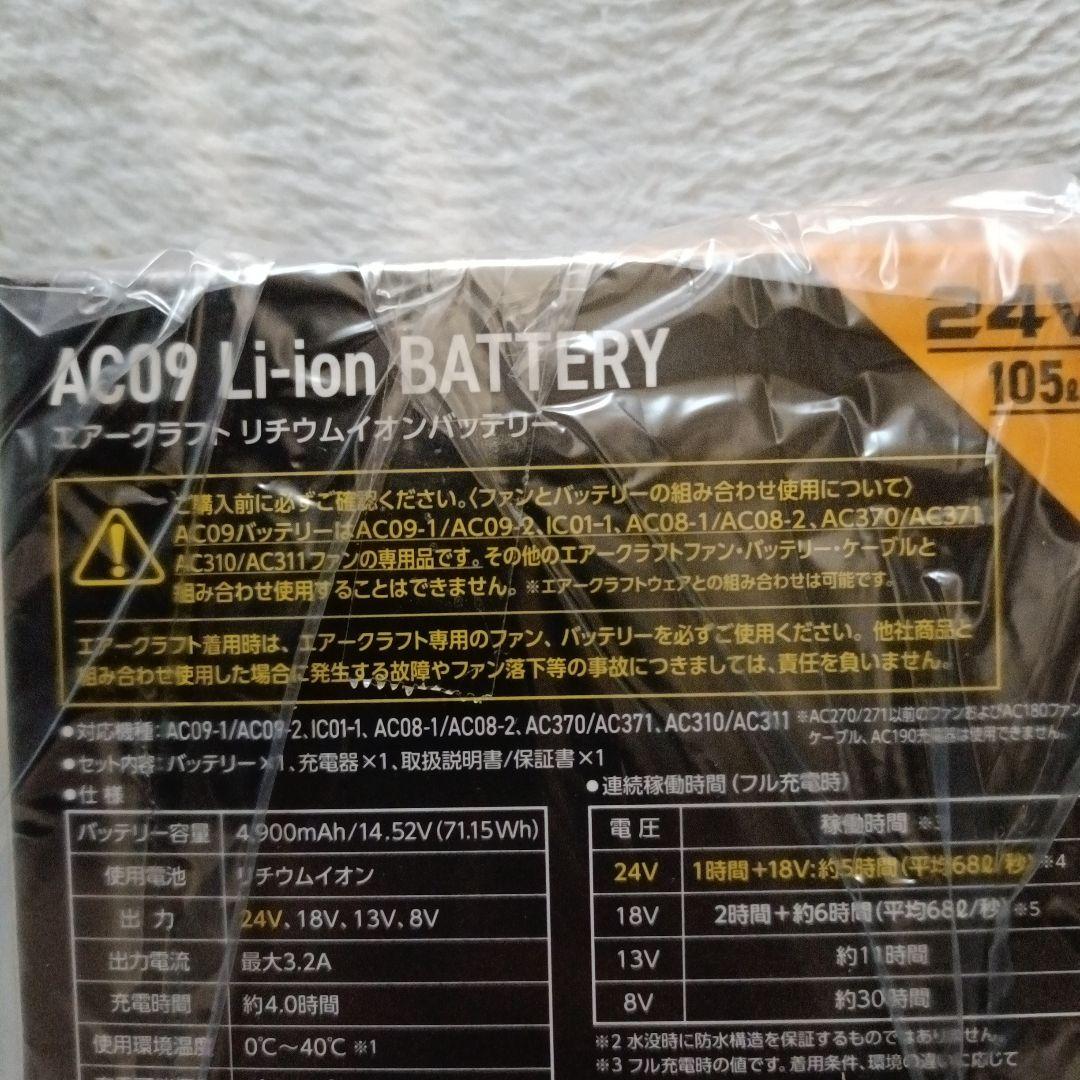 24V
105ℓ
AC09 Li-ion BATTERY
エアークラフト リチウムイオンバッテリー
ご購入前に必ずご確認ください。〈ファンとバッテリーの組み合わせ使用について〉
AC09バッテリーは、AC09-1/AC09-2、IC01-1、AC08-1/AC08-2、AC370/AC371
AC310/AC311ファンの専用品です。その他のエアークラフトファン・バッテリー・ケーブルと
組み合わせ使用することはできません。※エアークラフトウェアとの組み合わせは可能です。
エアークラフト着用時は、エアークラフト専用のファン、バッテリーを必ずご使用ください。他社商品と
組み合わせ使用した場合に発生する故障やファン落下等の事故につきましては、責任を負いません。
●対応機種:AC09-1/AC09-2、IC01-1、AC08-1/AC08-2、AC370/AC371、AC310/AC311 ※AC270/271以前のファンおよびAC180ファン
ケーブル、AC190充電器は使用できません。
●セット内容:バッテリー×1、充電器×1、取扱説明書/保証書×1
●仕様
バッテリー容量 4,900mAh/14.52V(71.15Wh)
使用電池 リチウムイオン
出力 24V、18V、13V、8V
出力電流 最大3.2A
充電時間 約4.0時間
使用環境温度 0℃～40℃ ※1
●連続稼働時間(フル充電時)
電圧 稼働時間 ※3
24V 1時間+18V:約5時間(平均68ℓ/秒) ※4
18V 2時間+約6時間(平均68ℓ/秒) ※5
13V 約11時間
8V 約30時間
※2 水没時に防水構造を保証するものではありません。
※3 フル充電時の値です。着用条件、環境の違いに応じて